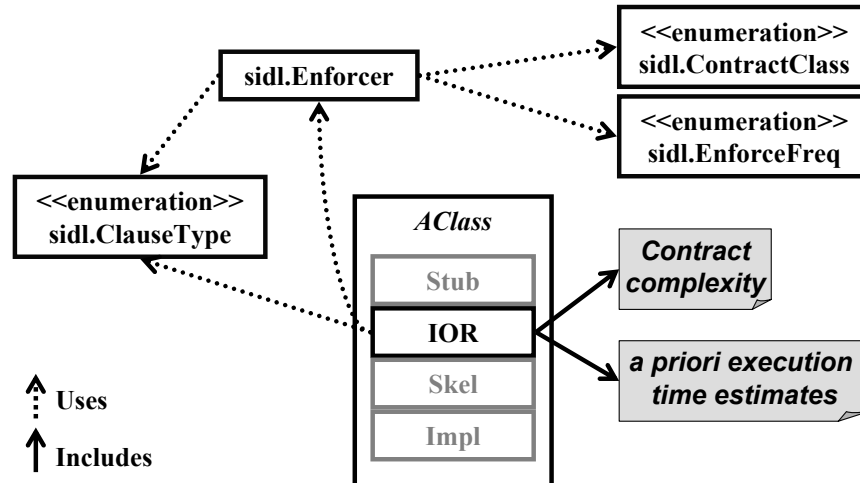 <<enumeration>>
sidl.ContractClass
sidl.Enforcer
<<enumeration>>
sidl.EnforceFreq
<<enumeration>>
sidl.ClauseType
AClass
Stub
IOR
Skel
Impl
Contract
complexity
a priori execution
time estimates
Uses
Includes